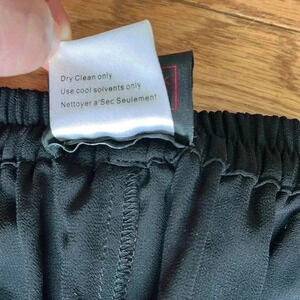 Dry Clean only
Use cool solvents only
Nettoyer a'Sec Seulement